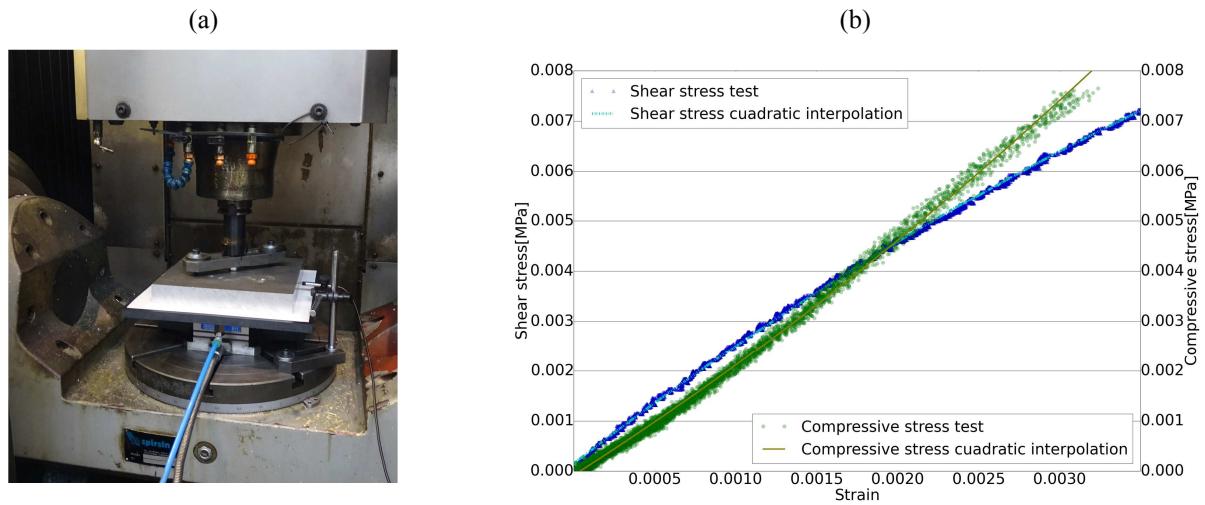 (a)
(b)
spirsin
0.008
0.007
0.006
0.005
0.004
0.003
0.002
0.001
0.000
Shear stress[MPa]
Shear stress test
Shear stress cuadratic interpolation
Compressive stress test
Compressive stress cuadratic interpolation
0.008
0.007
0.006
0.005
0.004
0.003
0.002
0.001
0.000
Compressive stress[MPa]
0.0005 0.0010 0.0015 0.0020 0.0025 0.0030
Strain